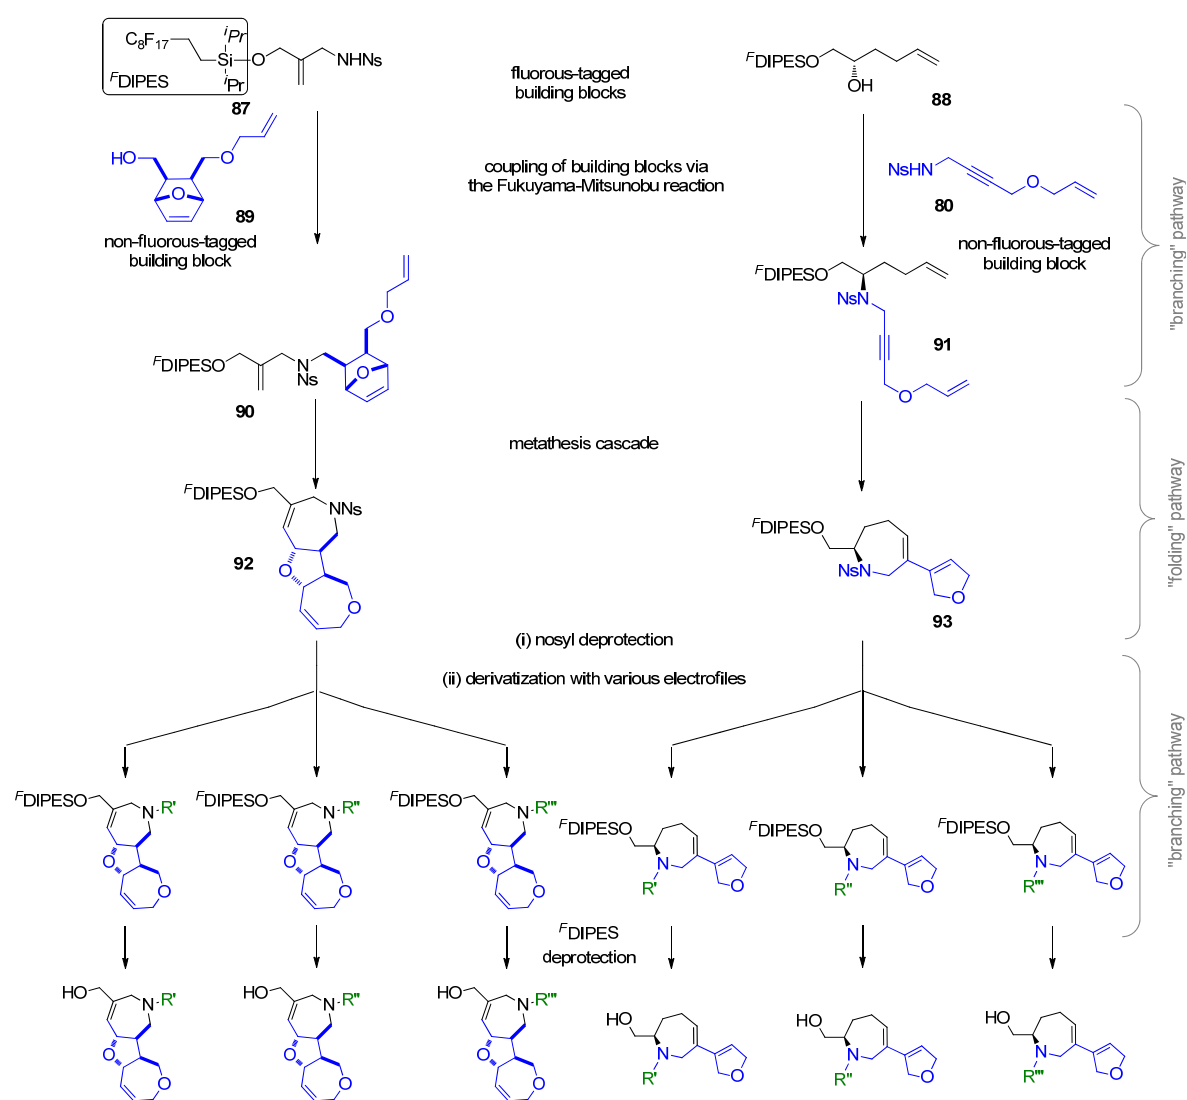 C8F17
iPr
Si
O
NHNs
FDIPES
iPr
87
fluorous-tagged
building blocks
FDIPESO
OH
88
HO
O
O
89
non-fluorous-tagged
building block
coupling of building blocks via
the Fukuyama-Mitsunobu reaction
NsHN
O
80
non-fluorous-tagged
building block
"branching" pathway
O
FDIPESO
N
Ns
O
90
FDIPESO
NsN
91
O
metathesis cascade
FDIPESO
NNs
92
O
O
FDIPESO
NsN
O
93
"folding" pathway
(i) nosyl deprotection
(ii) derivatization with various electrofiles
"branching" pathway
FDIPESO
N-R'
O
O
FDIPESO
N-R''
O
O
FDIPESO
N-R''''
O
O
FDIPESO
N
R'
O
FDIPESO
N
R''
O
FDIPESO
N
R''''
O
FDIPES
deprotection
HO
N-R'
O
O
HO
N-R''
O
O
HO
N-R''''
O
O
HO
N
R'
O
HO
N
R''
O
HO
N
R''''
O